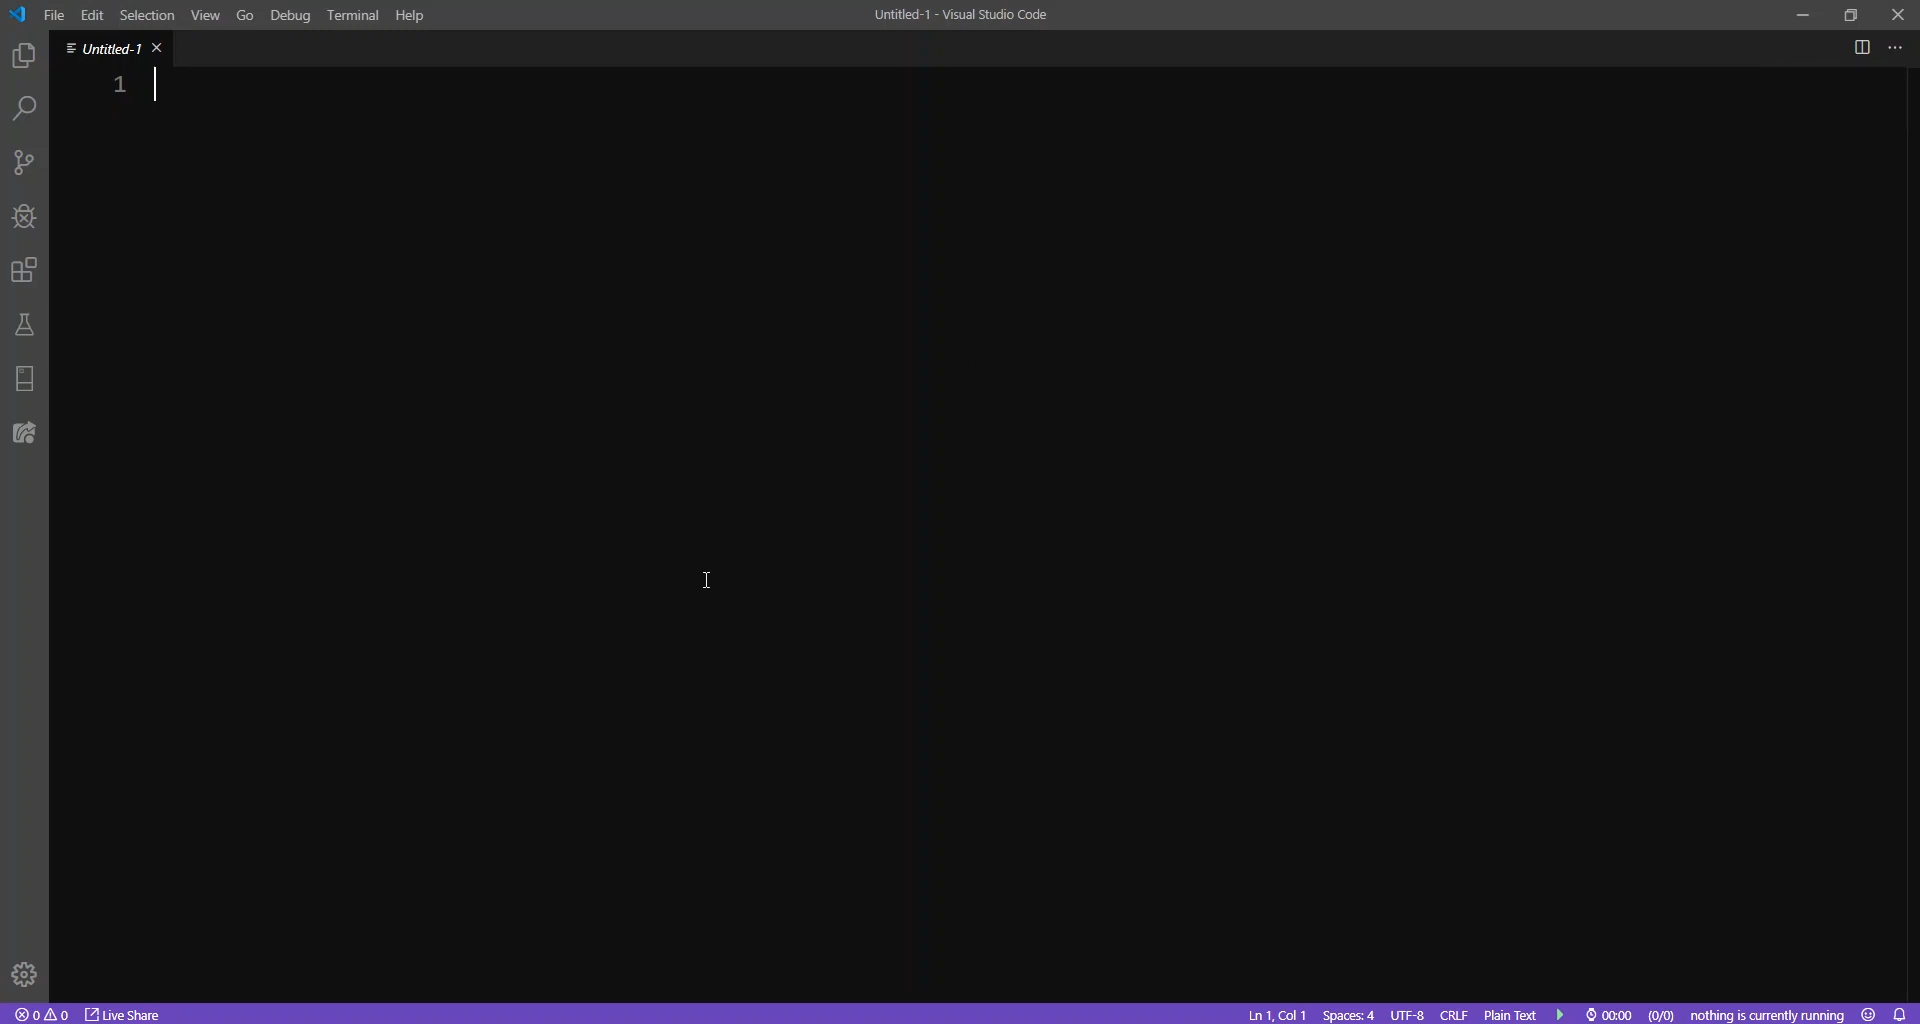 File Edit Selection View Go Debug Terminal Help
Untitled-1 - Visual Studio Code
Untitled-1
1
0 0 Live Share
Ln 1, Col 1 Spaces: 4 UTF-8 CRLF Plain Text 00:00 (0/0) nothing is currently running